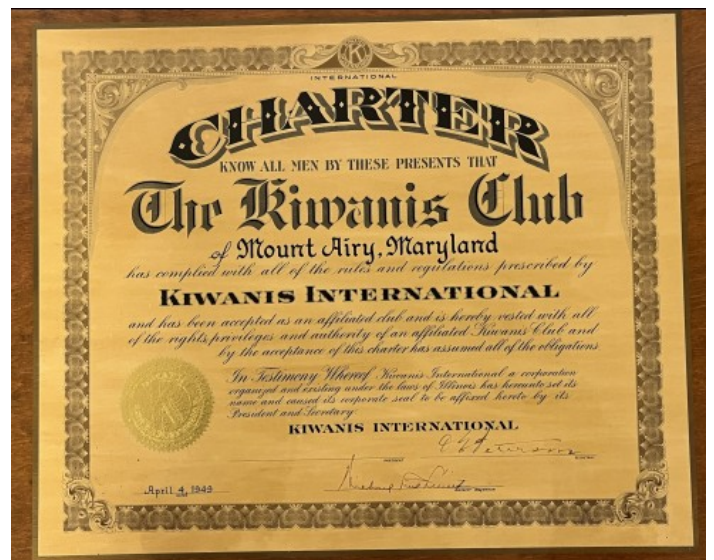 K
INTERNATIONAL
CHARTER
KNOW ALL MEN BY THESE PRESENTS THAT
The Kiwanis Club
of Mount Airy, Maryland
has complied with all of the rules and regulations prescribed by
KIWANIS INTERNATIONAL
and has been accepted as an affiliated club and is hereby vested with all
of the rights, privileges and authority of an affiliated Kiwanis Club and
by the acceptance of this charter has assumed all of the obligations
In Testimony Whereof Kiwanis International a corporation
organized and existing under the laws of Illinois has hereunto set its
name and caused its corporate seal to be affixed hereto by its
President and Secretary
KIWANIS INTERNATIONAL
April 4, 1949